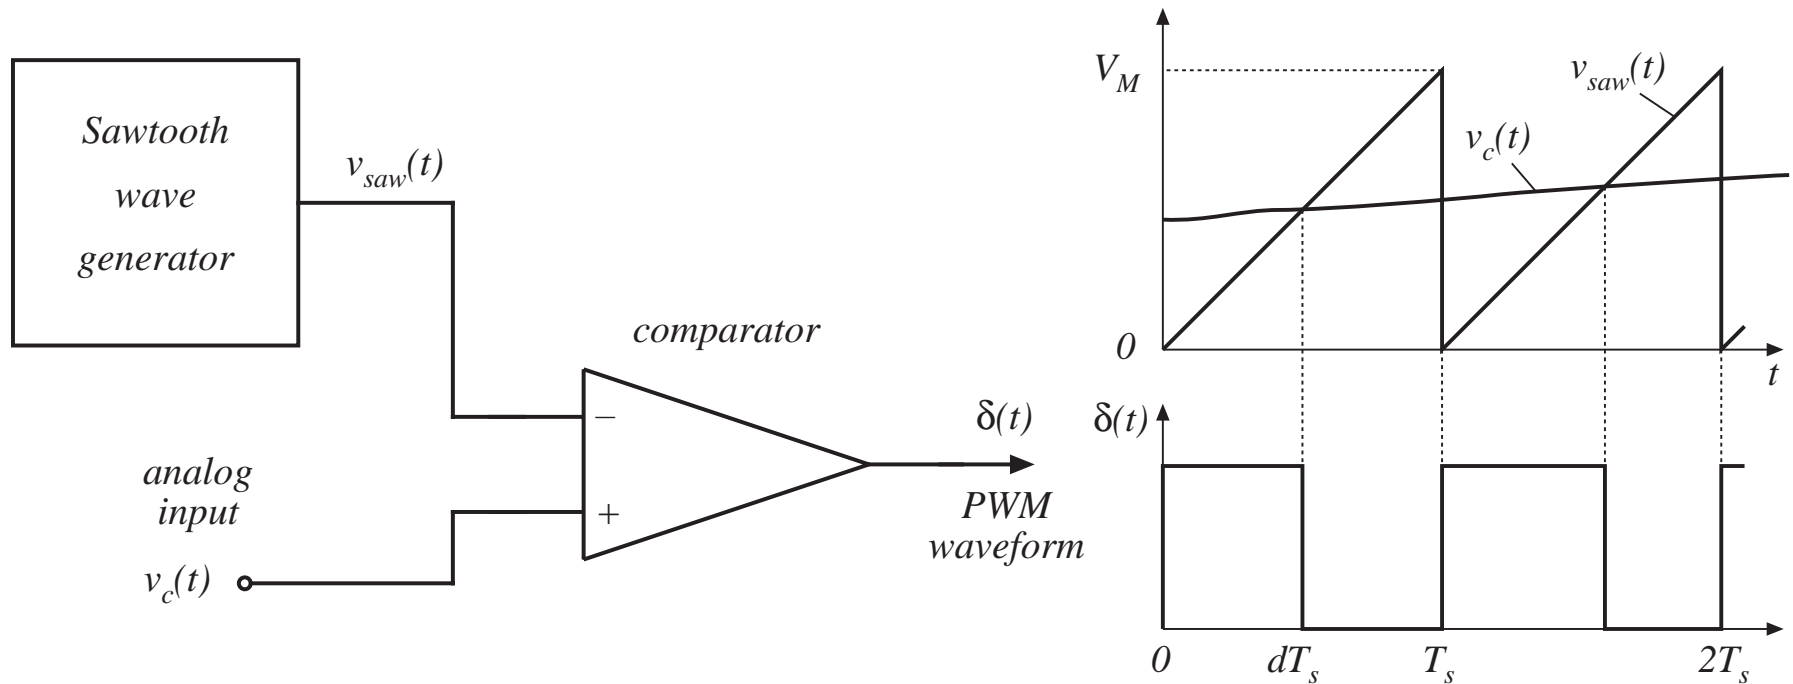 Sawtooth
wave
generator
v_saw(t)
comparator
−
+
analog
input
v_c(t)
δ(t)
PWM
waveform
V_M
v_saw(t)
v_c(t)
0
t
δ(t)
0
dT_s
T_s
2T_s